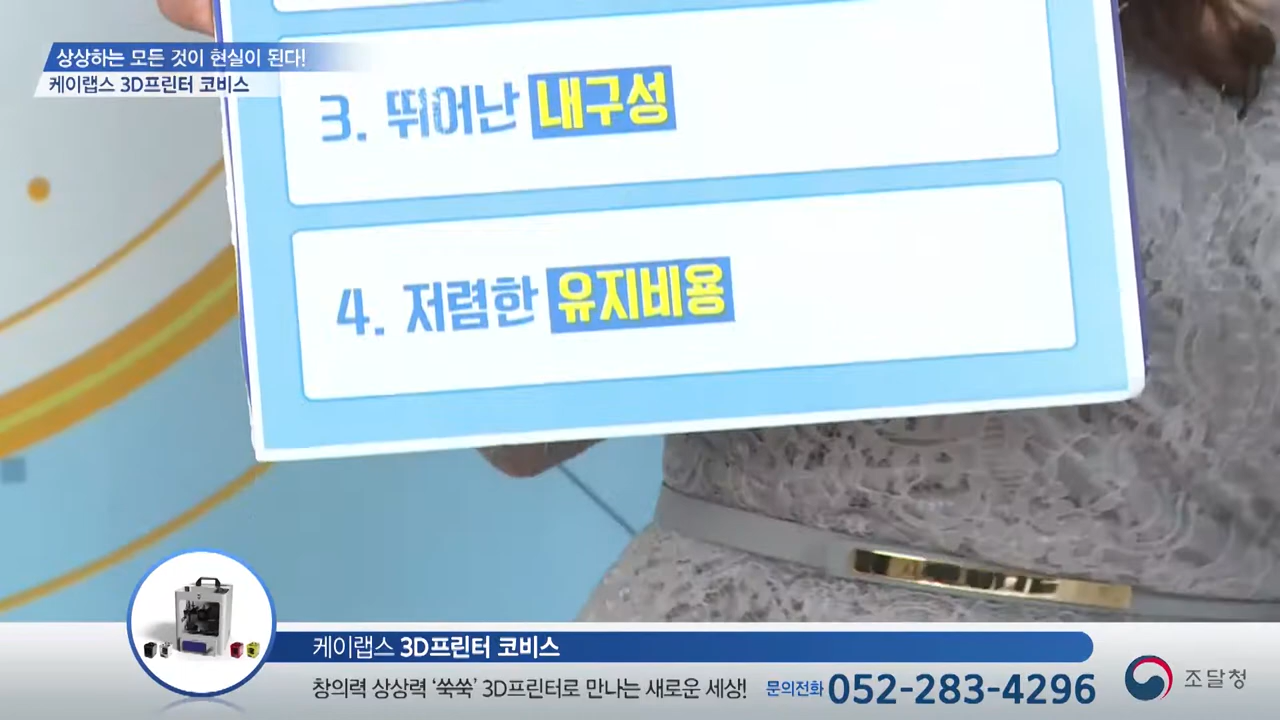 상상하는 모든 것이 현실이 된다!
케이랩스 3D프린터 코비스
3. 뛰어난 내구성
4. 저렴한 유지비용
케이랩스 3D프린터 코비스
창의력 상상력 ‘쑥쑥’ 3D프린터로 만나는 새로운 세상! 문의전화 052-283-4296
조달청